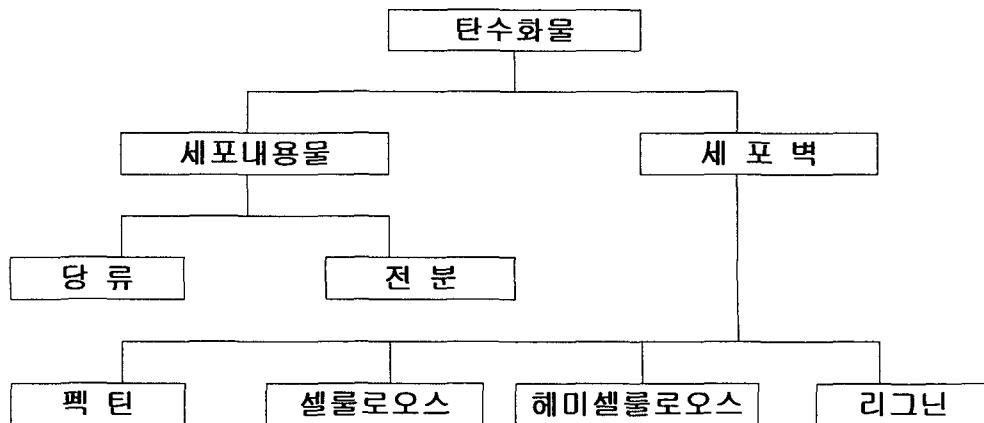 탄수화물
세포내용물
세 포 벽
당 류
전 분
펙 틴
셀룰로오스
헤미셀룰로오스
리그닌